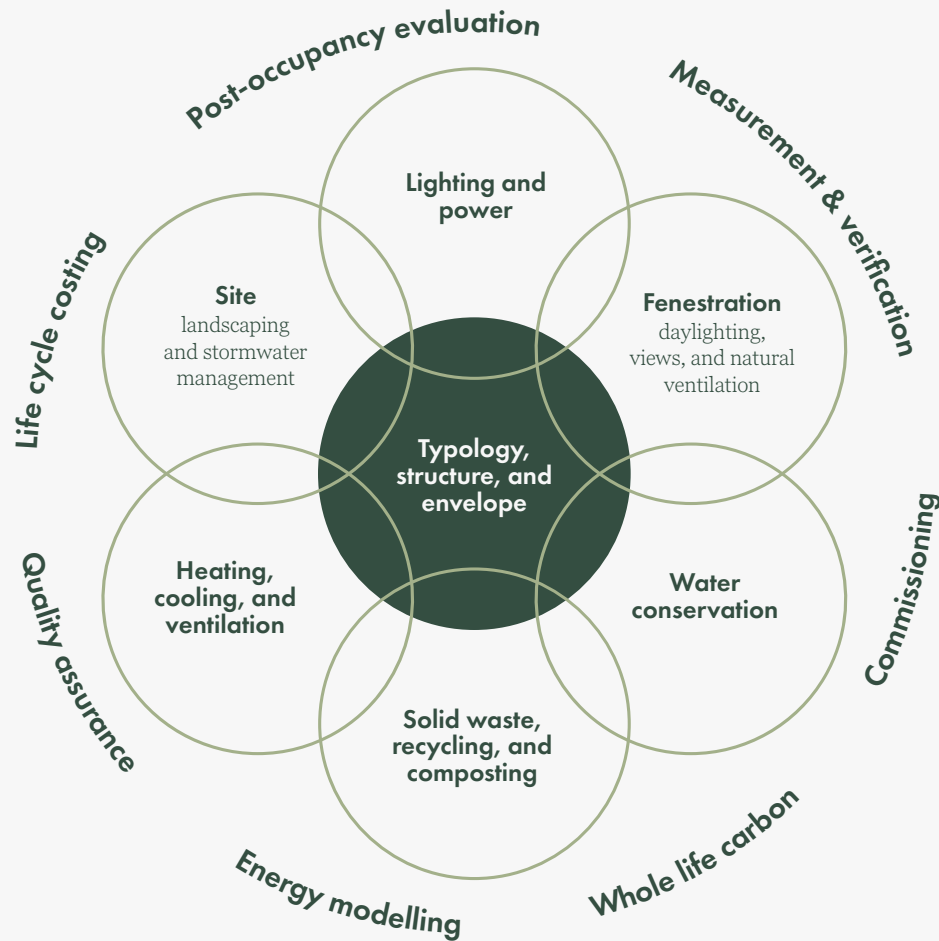 Post-occupancy evaluation
Measurement & verification
Lighting and
power
Life cycle costing
Site
landscaping
and stormwater
management
Fenestration
daylighting,
views, and natural
ventilation
Typology,
structure, and
envelope
Quality assurance
Heating,
cooling, and
ventilation
Water
conservation
Commissioning
Solid waste,
recycling, and
composting
Energy modelling
Whole life carbon